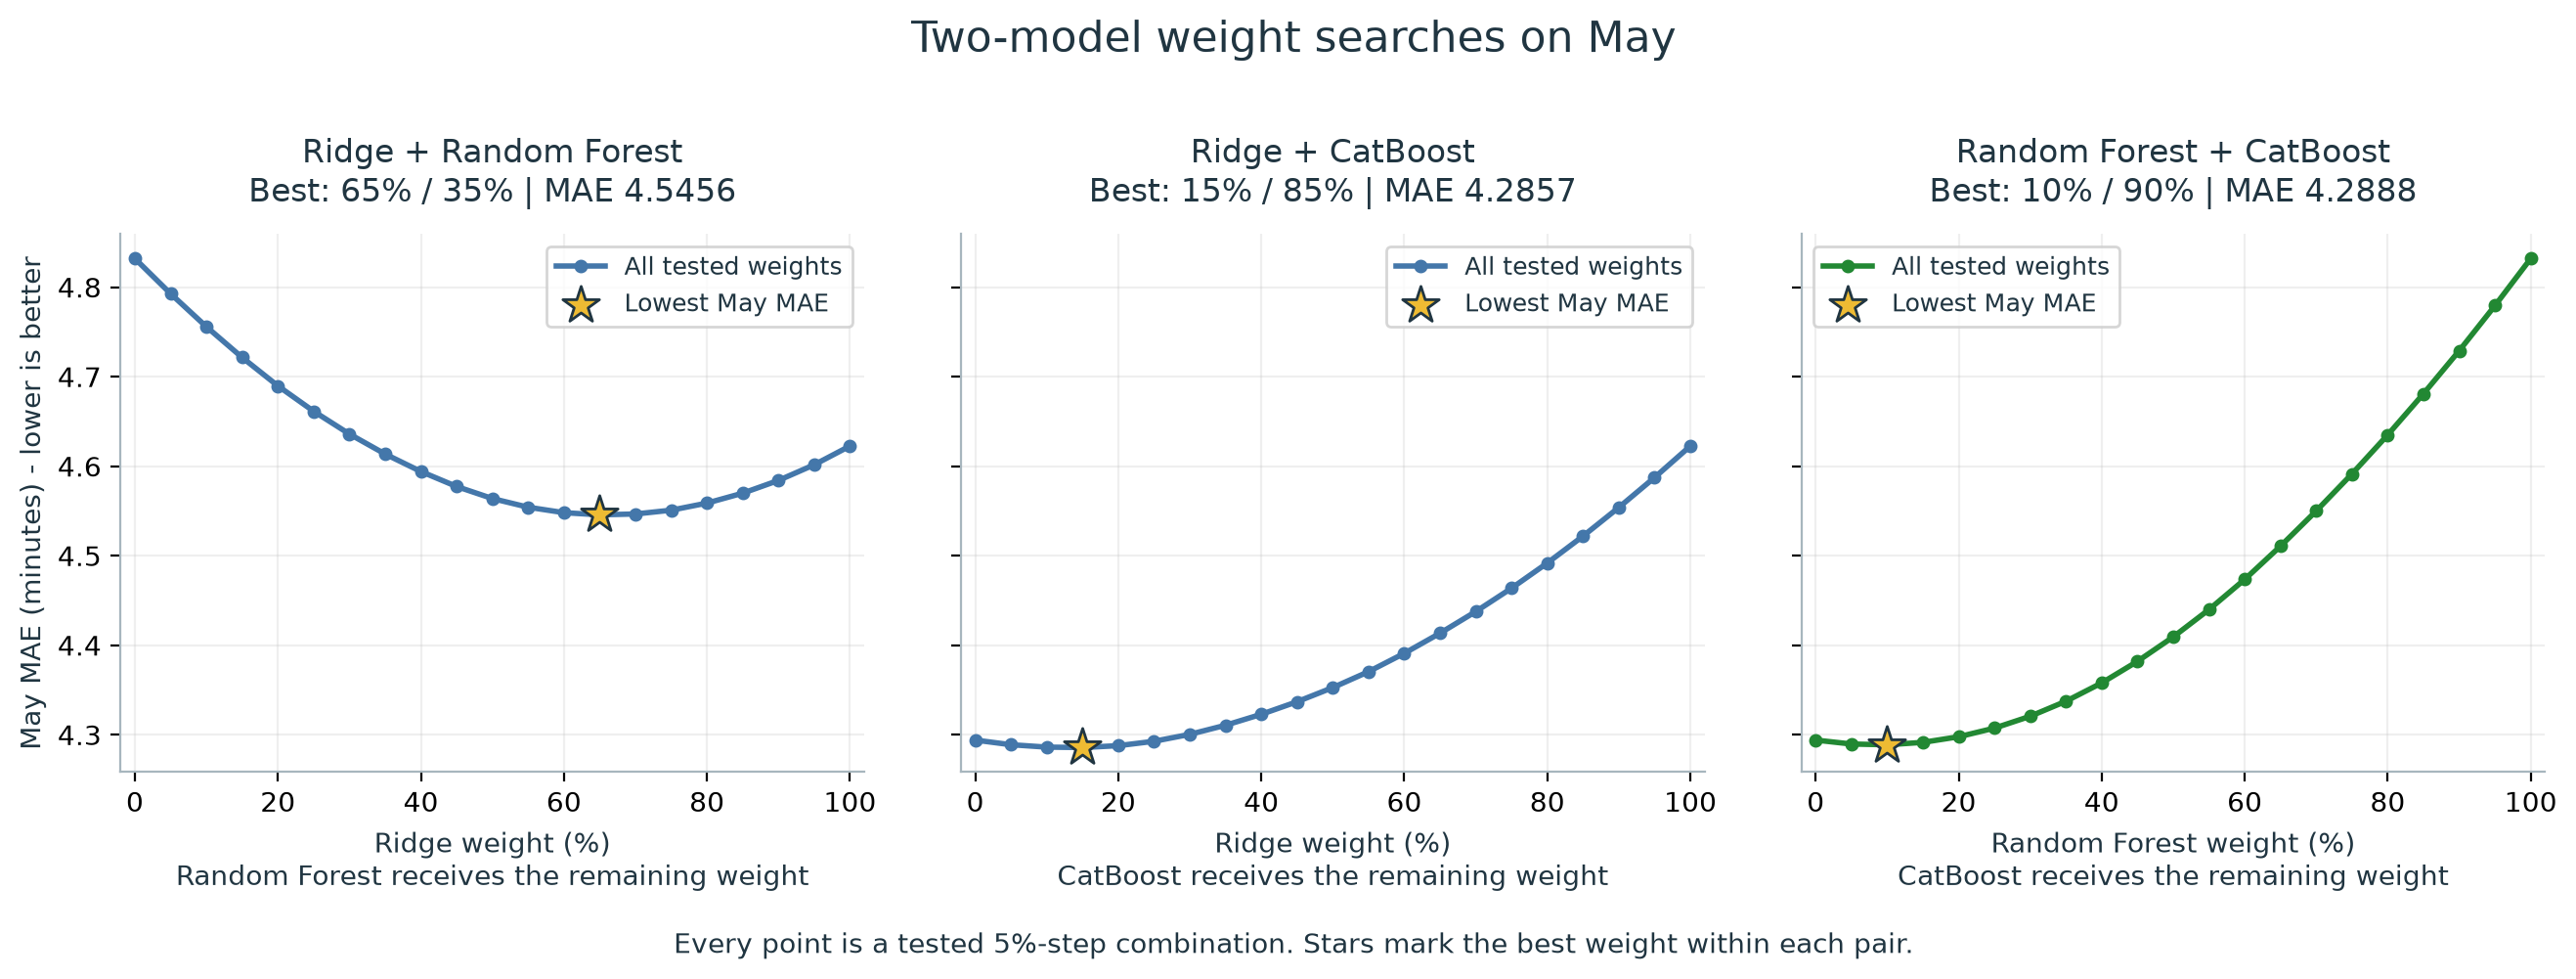 Two-model weight searches on May
Ridge + Random Forest
Best: 65% / 35% | MAE 4.5456
All tested weights
Lowest May MAE
May MAE (minutes) - lower is better
4.8
4.7
4.6
4.5
4.4
4.3
0 20 40 60 80 100
Ridge weight (%)
Random Forest receives the remaining weight
Ridge + CatBoost
Best: 15% / 85% | MAE 4.2857
All tested weights
Lowest May MAE
0 20 40 60 80 100
Ridge weight (%)
CatBoost receives the remaining weight
Random Forest + CatBoost
Best: 10% / 90% | MAE 4.2888
All tested weights
Lowest May MAE
0 20 40 60 80 100
Random Forest weight (%)
CatBoost receives the remaining weight
Every point is a tested 5%-step combination. Stars mark the best weight within each pair.